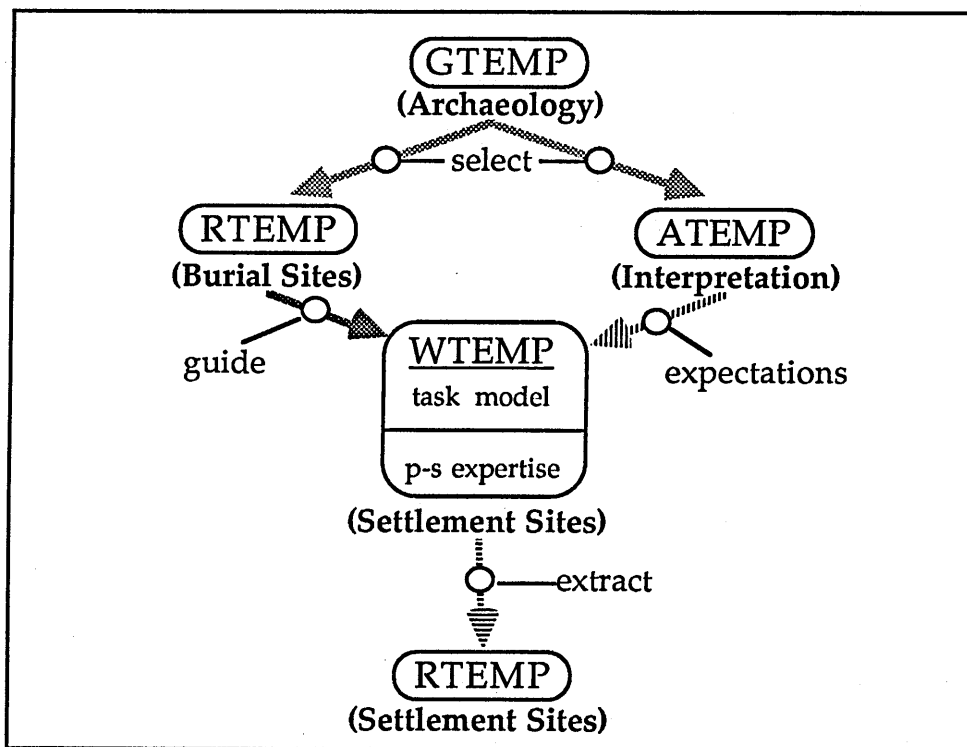 GTEMP
(Archaeology)
select
RTEMP
ATEMP
(Burial Sites)
(Interpretation)
guide
WTEMP
task model
expectations
p-s expertise
(Settlement Sites)
extract
RTEMP
(Settlement Sites)